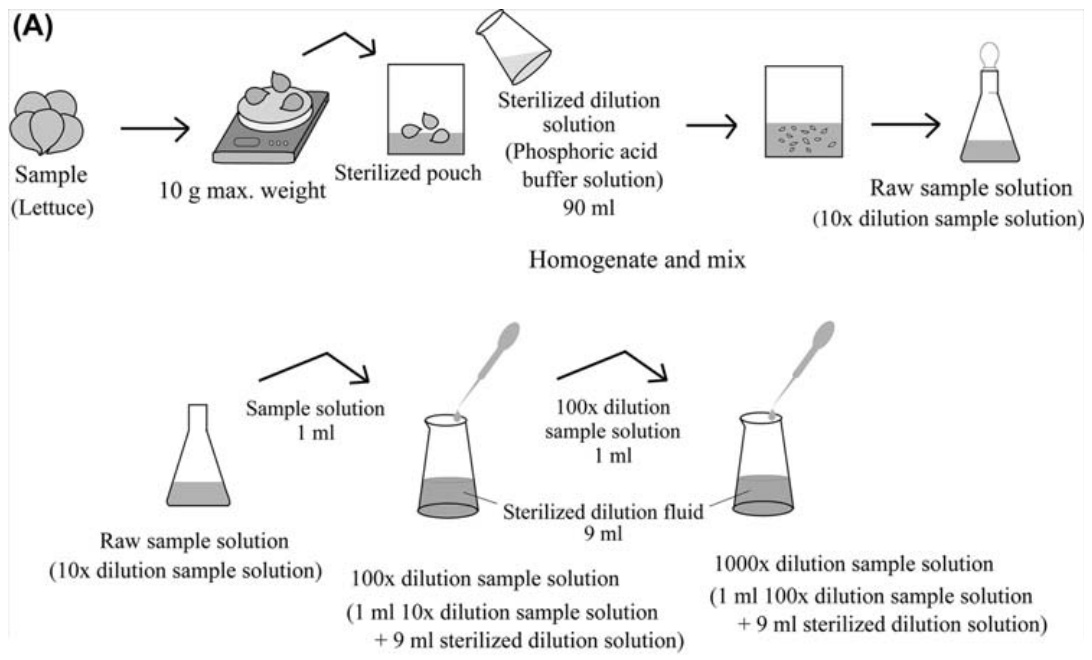 (A)
Sample
(Lettuce)
10 g max. weight
Sterilized pouch
Sterilized dilution
solution
(Phosphoric acid
buffer solution)
90 ml
Raw sample solution
(10x dilution sample solution)
Homogenate and mix
Raw sample solution
(10x dilution sample solution)
Sample solution
1 ml
100x dilution sample solution
(1 ml 10x dilution sample solution
+ 9 ml sterilized dilution solution)
100x dilution
sample solution
1 ml
Sterilized dilution fluid
9 ml
1000x dilution sample solution
(1 ml 100x dilution sample solution
+ 9 ml sterilized dilution solution)